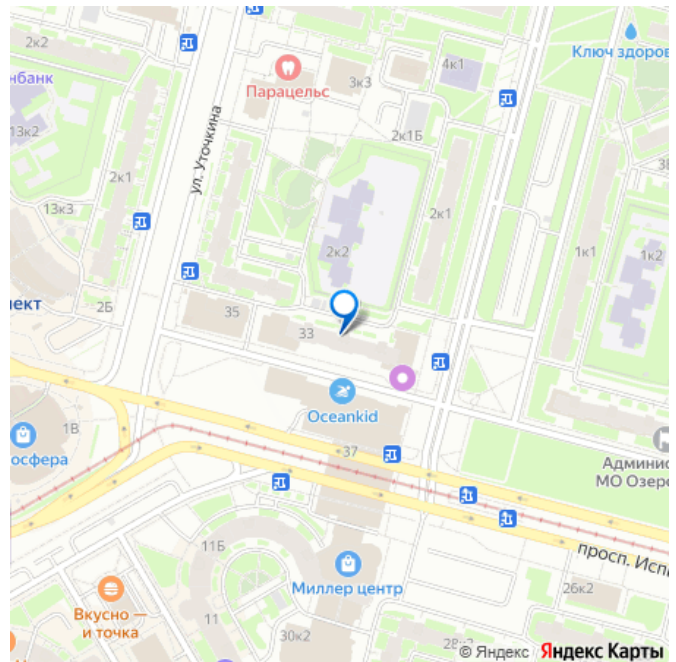 2к2
4к1
Ключ здоров
нбанк
Парацельс
3к3
13к2
ул. Уточкина
2к1Б
2к1
13к3
2к1
2к2
1к1
1к2
ект
2Б
35
33
Oceankid
1В
осфера
37
Админис
МО Озеро
11Б
просп. Испы
Миллер центр
Вкусно —
и точка
11
26к2
30к2
28к2
© Яндекс Яндекс Карты